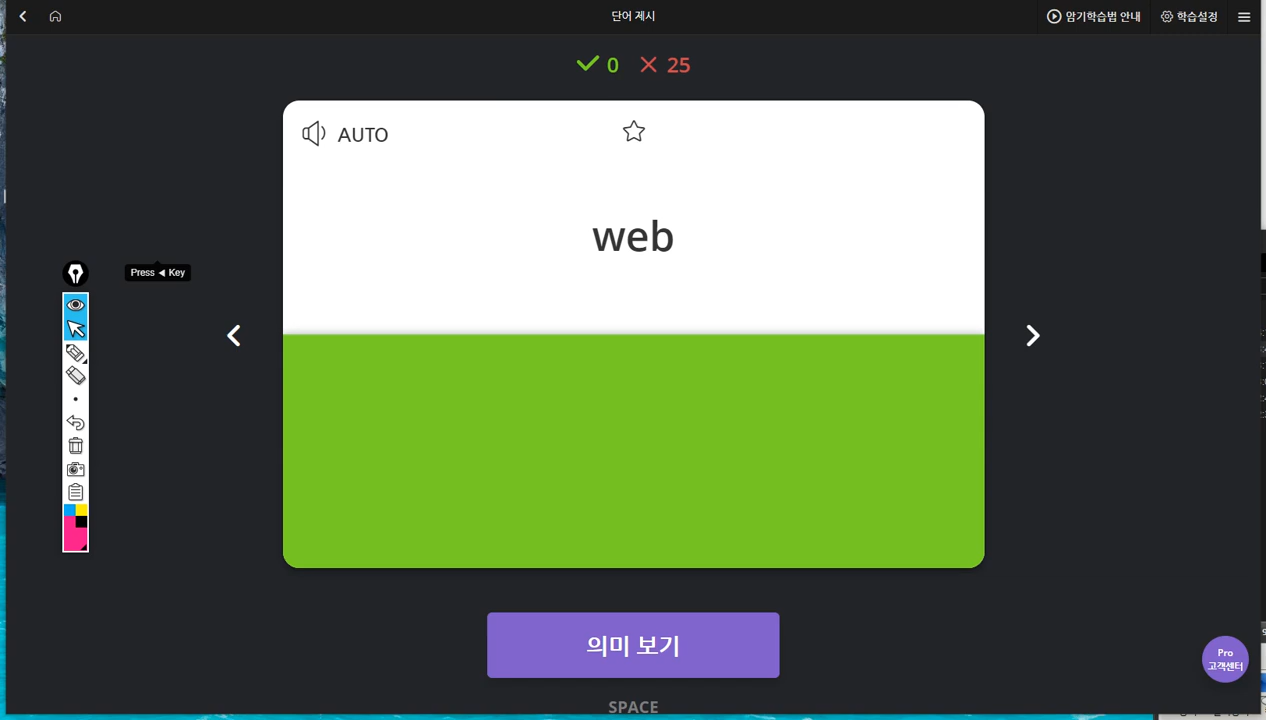 단어 제시
암기학습법 안내
학습설정
0
25
AUTO
web
Press ◀ Key
의미 보기
Pro
고객센터
SPACE